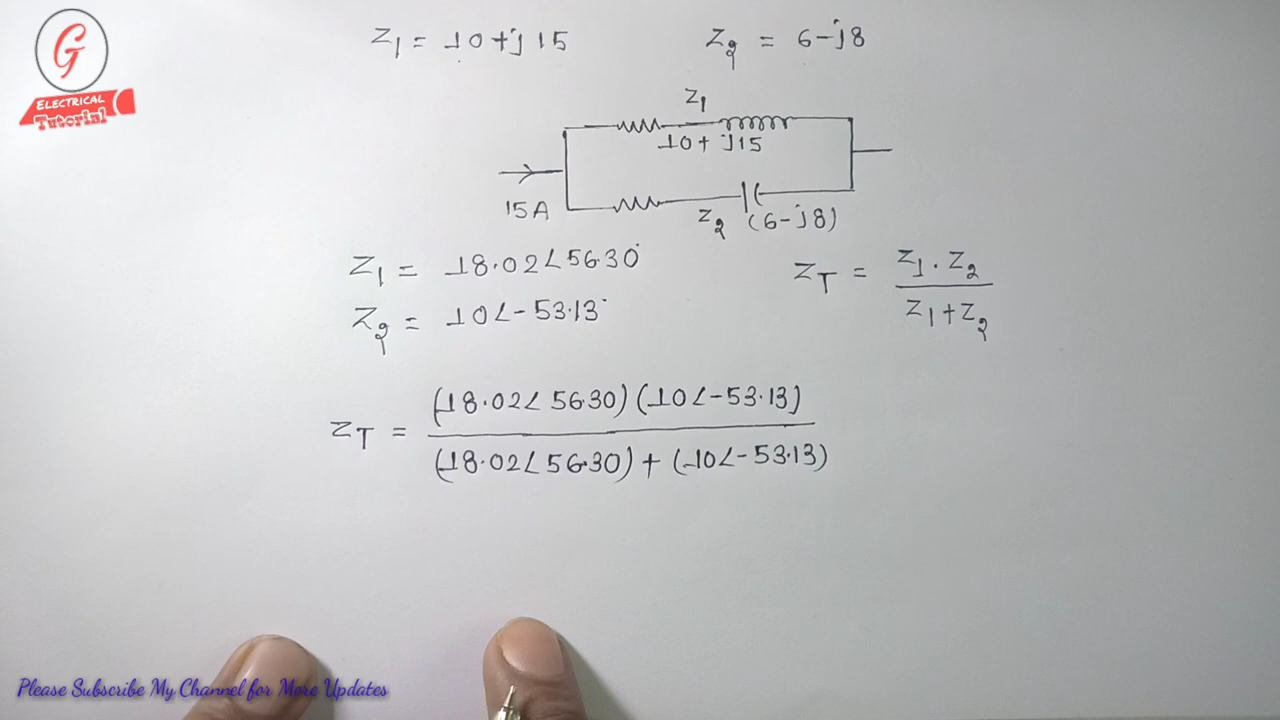 G
ELECTRICAL
Tutorial
Z1 = 10+j15 Z2 = 6-j8
Z1
10+ j15
15A
Z2 (6-j8)
Z1 = 18.02∠56.30°
Z2 = 10∠-53.13°
ZT = Z1 . Z2 / Z1+Z2
ZT = (18.02∠56.30) (10∠-53.13)
(18.02∠56.30) + (10∠-53.13)
Please Subscribe My Channel for More Updates